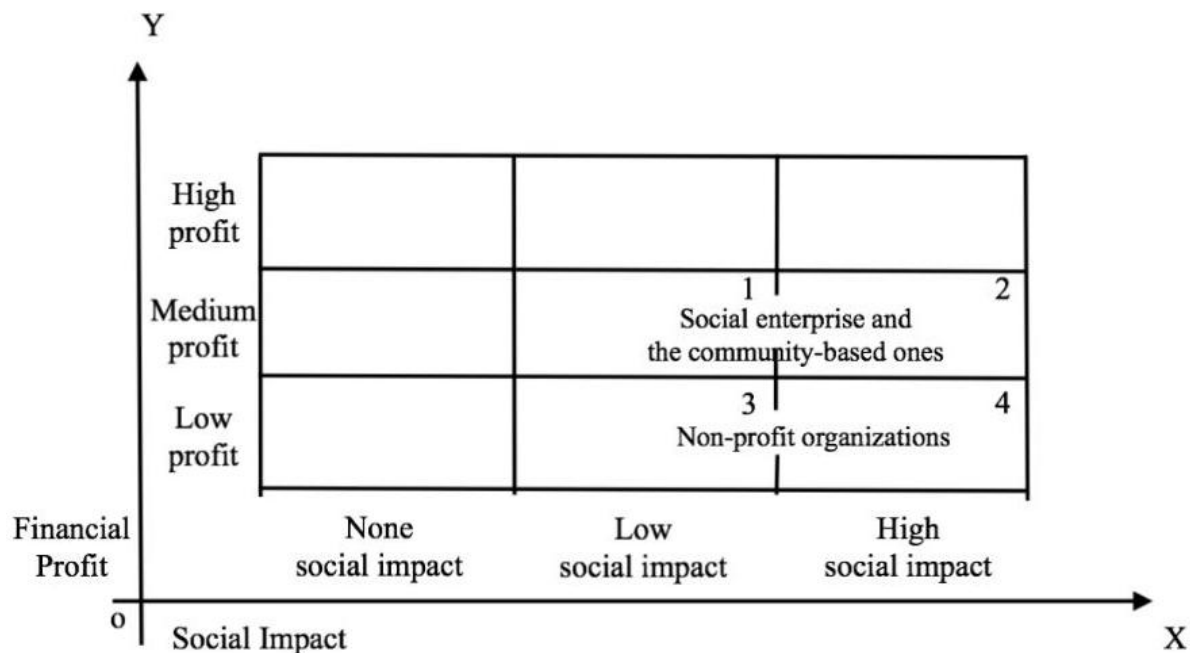 Y
High
profit
1
2
Medium
profit
Social enterprise and
the community-based ones
3
4
Low
profit
Non-profit organizations
Financial
Profit
None
social impact
Low
social impact
High
social impact
o
Social Impact
X